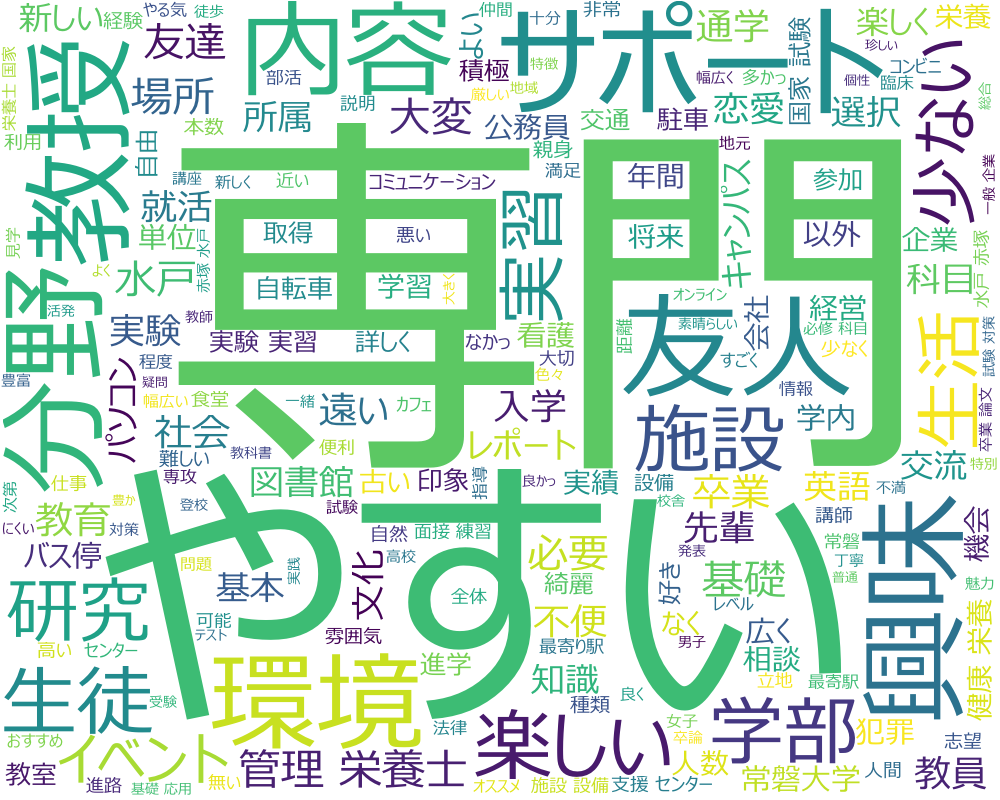 新しい 経験 やる気 徒歩
仲間
十分
非常
通学
楽しく
栄養
友達
部活
内容
よい
積極
特徴
サポート
幅広く
国家 試験
珍しい
コンビニ
臨床
個性
多かっ
恋愛
選択
総合
栄養士 国家
教授
場所
所属
説明
大変
厳しい
地域
公務員
交通
駐車
少ない
利用
本数
自由
親身
満足
地元
一般 企業
講座
新しく
近い
コミュニケーション
年間
参加
就活
専門
実習
キャンパス
見学
単位
赤塚 水戸
取得
悪い
将来
以外
企業
水戸 赤塚
よく
水戸
自転車
学習
大きく
科目
分野
活発
教師
オンライン
会社
経営
実験
実験 実習
詳しく
なかっ
看護
距離
素晴らしい
必修 科目
試験 対策
友人
すごく
少なく
生活
豊富
程度
疑問
大切
色々
情報
パソコン
幅広い
食堂
一緒
遠い
カフェ
入学
施設
学内
卒業 論文
社会
便利
レポート
交流
難しい
教科書
特別
専攻
図書館
古い
印象
指導
良かっ
実績
設備
卒業
英語
不満
次第
仕事
豊か
登校
試験
校舎
講師
興味
機会
にくい
対策
教育
自然
面接 練習
先輩
常磐
バス停
やすい
必要
発表
丁寧
問題
実践
文化
高校
好き
基礎
普通
魅力
研究
基本
全体
綺麗
レベル
可能
不便
なく
広く
テスト
雰囲気
最寄り駅
男子
相談
健康 栄養
高い
センター
環境
進学
知識
立地
最寄駅
生徒
受験
種類
良く
法律
女子
学部
犯罪
おすすめ
イベント
楽しい
卒論
志望
教室
進路
無い
管理 栄養士
人数
常磐大学
人間
教員
基礎 応用
オススメ
施設 設備
支援 センター